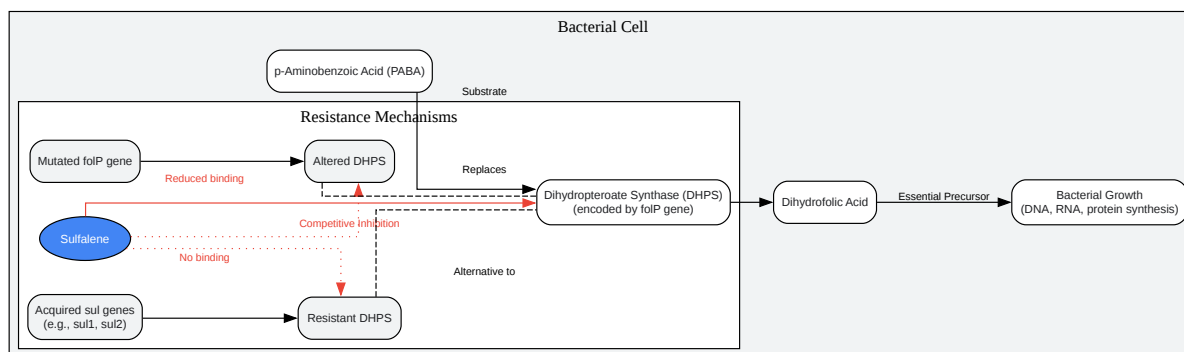 Bacterial Cell
p-Aminobenzoic Acid (PABA)
Substrate
Resistance Mechanisms
Mutated folP gene
Altered DHPS
Reduced binding
Replaces
Dihydropteroate Synthase (DHPS)
(encoded by folP gene)
Dihydrofolic Acid
Essential Precursor
Bacterial Growth
(DNA, RNA, protein synthesis)
Competitive Inhibition
Sulfalene
No binding
Alternative to
Acquired sul genes
(e.g., sul1, sul2)
Resistant DHPS